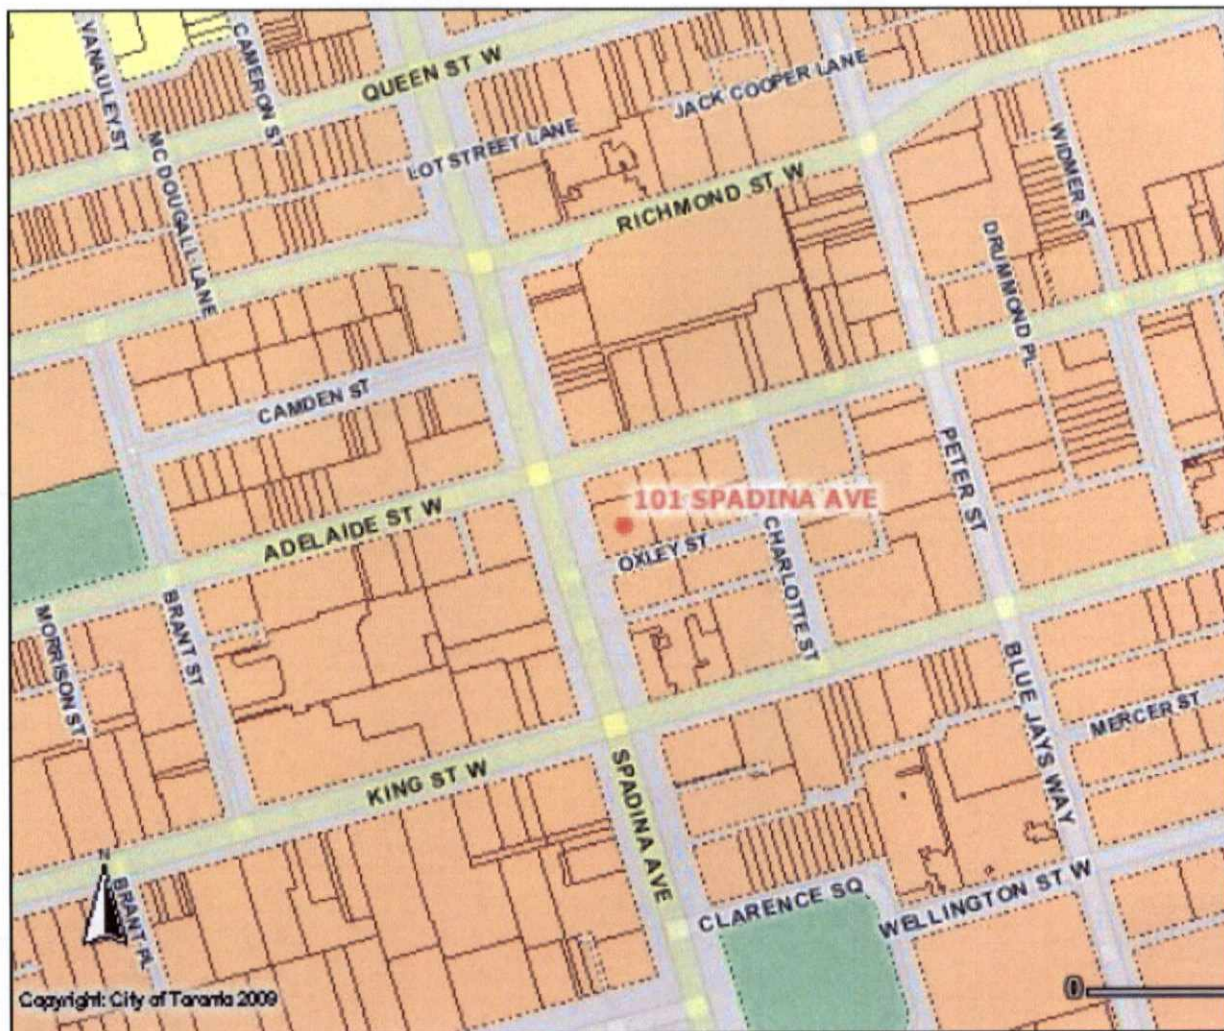 VANAULEY ST
CAMERON ST
QUEEN ST W
JACK COOPER LANE
LOT STREET LANE
MCDOUGALL LANE
WIDMER ST
RICHMOND ST W
DRUMMOND PL
CAMDEN ST
PETER ST
101 SPADINA AVE
ADELAIDE ST W
OXLEY ST
CHARLOTTE ST
BRANT ST
MORRISON ST
BLUE JAYS WAY
MERCER ST
KING ST W
SPADINA AVE
N
BRANT PL
CLARENCE SQ
WELLINGTON ST W
Copyright: City of Toronto 2009
0